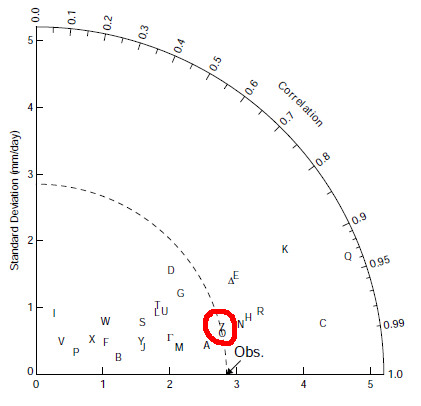 0.0
0.1
0.2
0.3
0.4
0.5
0.6
0.7
0.8
0.9
0.95
0.99
1.0
Correlation
Standard Deviation (mm/day)
5
4
3
2
1
0
K
Q
D
E
Δ
G
I
T
L U
R
H
W
S
N
C
Z
O
V
X
F
Y
J
Γ
M
A
P
B
Obs.
0
1
2
3
4
5